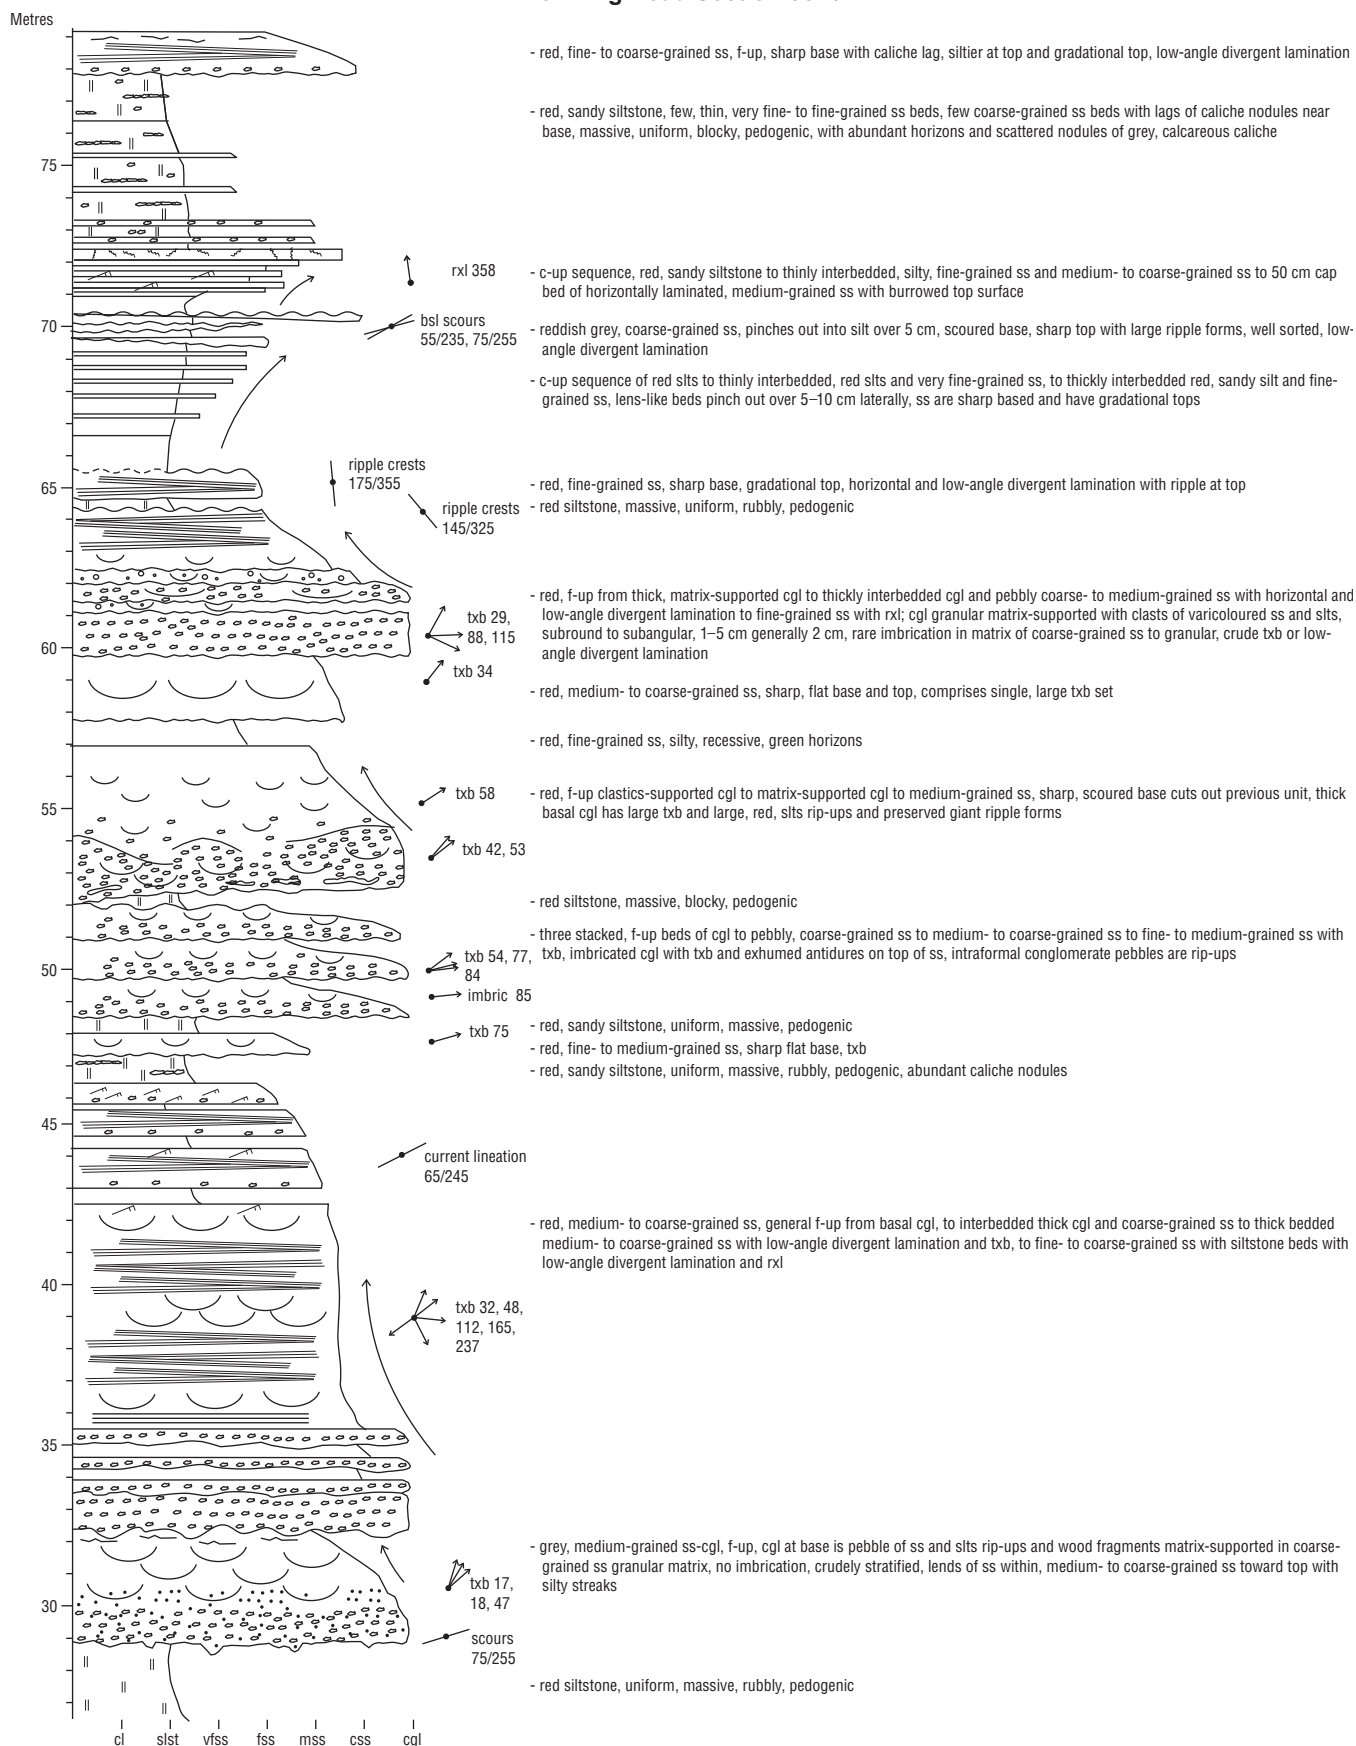 Metres
- red, fine- to coarse-grained ss, f-up, sharp base with caliche lag, siltier at top and gradational top, low-angle divergent lamination
- red, sandy siltstone, few, thin, very fine- to fine-grained ss beds, few coarse-grained ss beds with lags of caliche nodules near
base, massive, uniform, blocky, pedogenic, with abundant horizons and scattered nodules of grey, calcareous caliche
75
rxl 358
- c-up sequence, red, sandy siltstone to thinly interbedded, silty, fine-grained ss and medium- to coarse-grained ss to 50 cm cap
bed of horizontally laminated, medium-grained ss with burrowed top surface
70
bsl scours
55/235, 75/255
- reddish grey, coarse-grained ss, pinches out into silt over 5 cm, scoured base, sharp top with large ripple forms, well sorted, low-
angle divergent lamination
- c-up sequence of red slts to thinly interbedded, red slts and very fine-grained ss, to thickly interbedded red, sandy silt and fine-
grained ss, lens-like beds pinch out over 5–10 cm laterally, ss are sharp based and have gradational tops
ripple crests
175/355
65
- red, fine-grained ss, sharp base, gradational top, horizontal and low-angle divergent lamination with ripple at top
ripple crests
145/325
- red siltstone, massive, uniform, rubbly, pedogenic
- red, f-up from thick, matrix-supported cgl to thickly interbedded cgl and pebbly coarse- to medium-grained ss with horizontal and
low-angle divergent lamination to fine-grained ss with rxl; cgl granular matrix-supported with clasts of varicoloured ss and slts,
subround to subangular, 1–5 cm generally 2 cm, rare imbrication in matrix of coarse-grained ss to granular, crude txb or low-
angle divergent lamination
txb 29,
88, 115
60
txb 34
- red, medium- to coarse-grained ss, sharp, flat base and top, comprises single, large txb set
- red, fine-grained ss, silty, recessive, green horizons
55
txb 58
- red, f-up clastics-supported cgl to matrix-supported cgl to medium-grained ss, sharp, scoured base cuts out previous unit, thick
basal cgl has large txb and large, red, slts rip-ups and preserved giant ripple forms
txb 42, 53
- red siltstone, massive, blocky, pedogenic
- three stacked, f-up beds of cgl to pebbly, coarse-grained ss to medium- to coarse-grained ss to fine- to medium-grained ss with
txb, imbricated cgl with txb and exhumed antidures on top of ss, intraformal conglomerate pebbles are rip-ups
50
txb 54, 77,
84
imbric 85
txb 75
- red, sandy siltstone, uniform, massive, pedogenic
- red, fine- to medium-grained ss, sharp flat base, txb
- red, sandy siltstone, uniform, massive, rubbly, pedogenic, abundant caliche nodules
45
current lineation
65/245
- red, medium- to coarse-grained ss, general f-up from basal cgl, to interbedded thick cgl and coarse-grained ss to thick bedded
medium- to coarse-grained ss with low-angle divergent lamination and txb, to fine- to coarse-grained ss with siltstone beds with
low-angle divergent lamination and rxl
40
txb 32, 48,
112, 165,
237
35
- grey, medium-grained ss-cgl, f-up, cgl at base is pebble of ss and slts rip-ups and wood fragments matrix-supported in coarse-
grained ss granular matrix, no imbrication, crudely stratified, lends of ss within, medium- to coarse-grained ss toward top with
silty streaks
txb 17,
18, 47
30
scours
75/255
- red siltstone, uniform, massive, rubbly, pedogenic
cl slst vfss fss mss css cgl